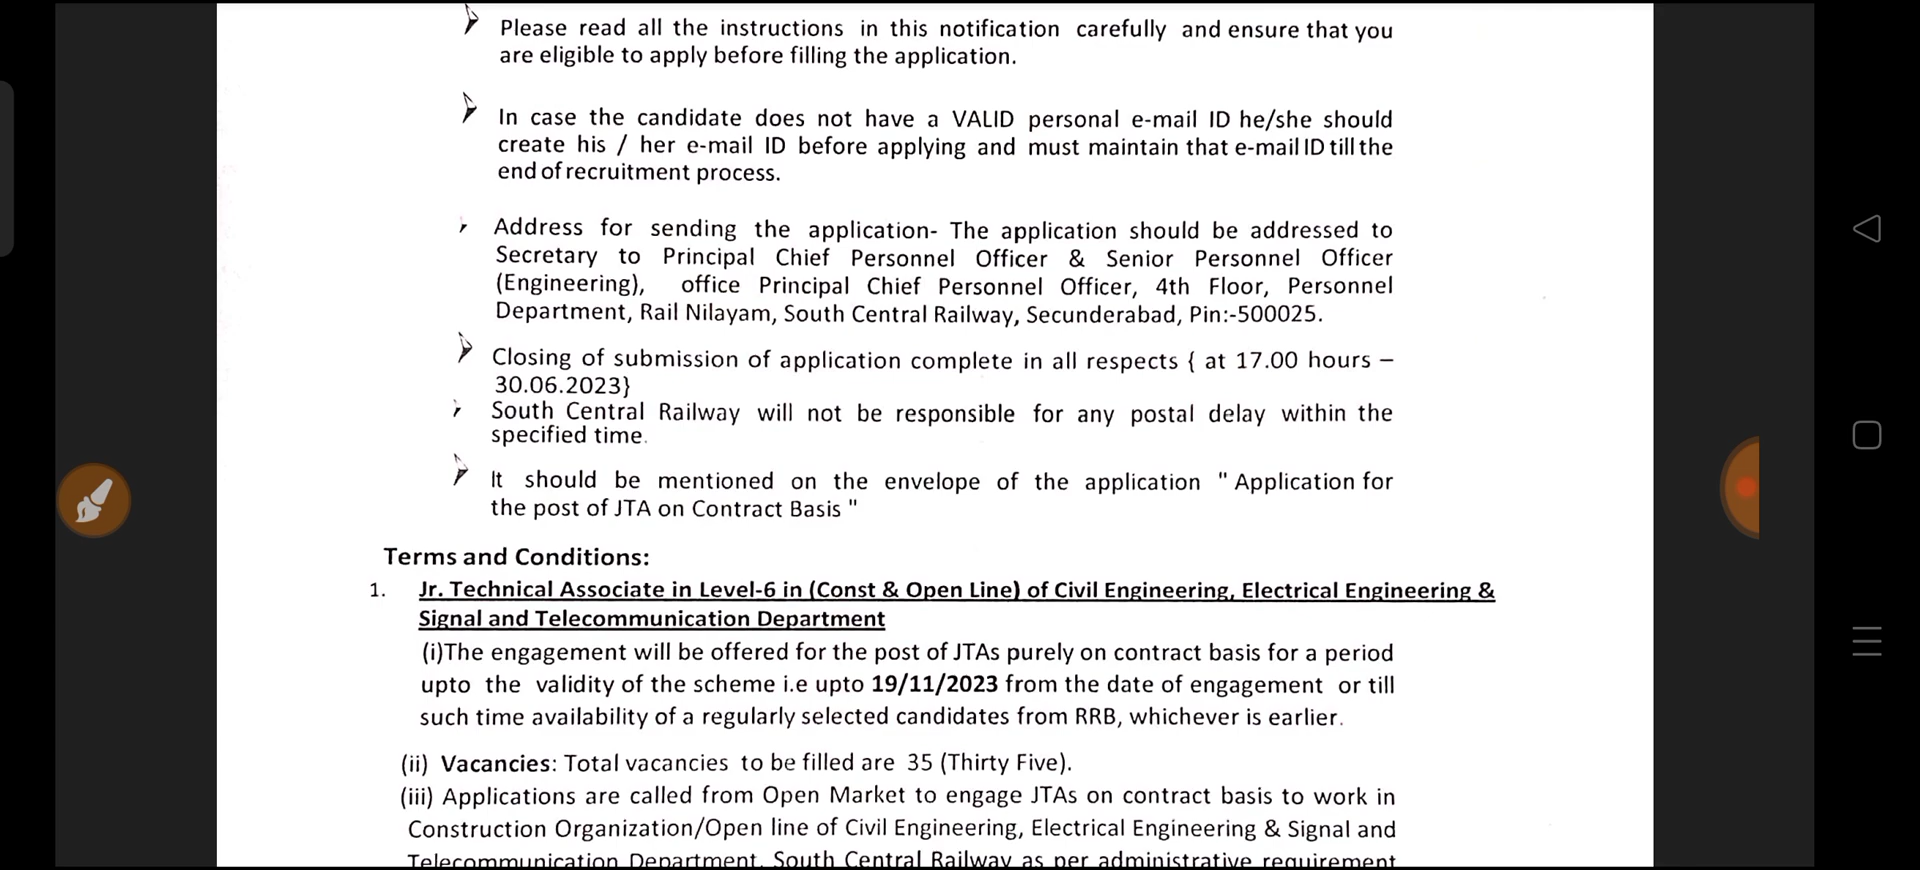 Please read all the instructions in this notification carefully and ensure that you
are eligible to apply before filling the application.
In case the candidate does not have a VALID personal e-mail ID he/she should
create his / her e-mail ID before applying and must maintain that e-mail ID till the
end of recruitment process.
Address for sending the application- The application should be addressed to
Secretary to Principal Chief Personnel Officer & Senior Personnel Officer
(Engineering), office Principal Chief Personnel Officer, 4th Floor, Personnel
Department, Rail Nilayam, South Central Railway, Secunderabad, Pin:-500025.
Closing of submission of application complete in all respects { at 17.00 hours –
30.06.2023}
South Central Railway will not be responsible for any postal delay within the
specified time.
It should be mentioned on the envelope of the application " Application for
the post of JTA on Contract Basis "
Terms and Conditions:
1. Jr. Technical Associate in Level-6 in (Const & Open Line) of Civil Engineering, Electrical Engineering &
Signal and Telecommunication Department
(i)The engagement will be offered for the post of JTAs purely on contract basis for a period
upto the validity of the scheme i.e upto 19/11/2023 from the date of engagement or till
such time availability of a regularly selected candidates from RRB, whichever is earlier.
(ii) Vacancies: Total vacancies to be filled are 35 (Thirty Five).
(iii) Applications are called from Open Market to engage JTAs on contract basis to work in
Construction Organization/Open line of Civil Engineering, Electrical Engineering & Signal and
Telecommunication Department, South Central Railway as per administrative requirement